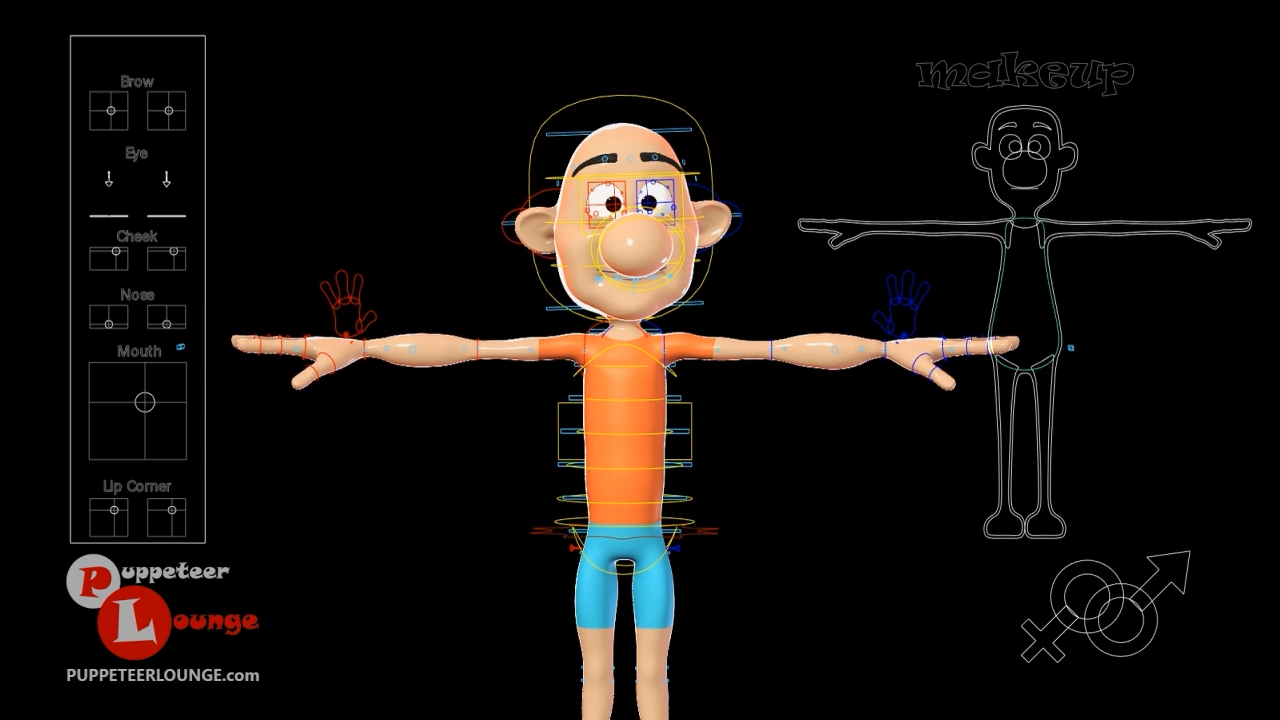 Brow
Eye
Cheek
Nose
Mouth
Lip Corner
makeup
Puppeteer
Lounge
PUPPETEERLOUNGE.com